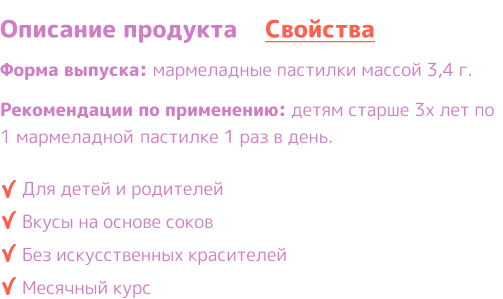 Описание продукта Свойства
Форма выпуска: мармеладные пастилки массой 3,4 г.
Рекомендации по применению: детям старше 3х лет по
1 мармеладной пастилке 1 раз в день.
Для детей и родителей
Вкусы на основе соков
Без искусственных красителей
Месячный курс